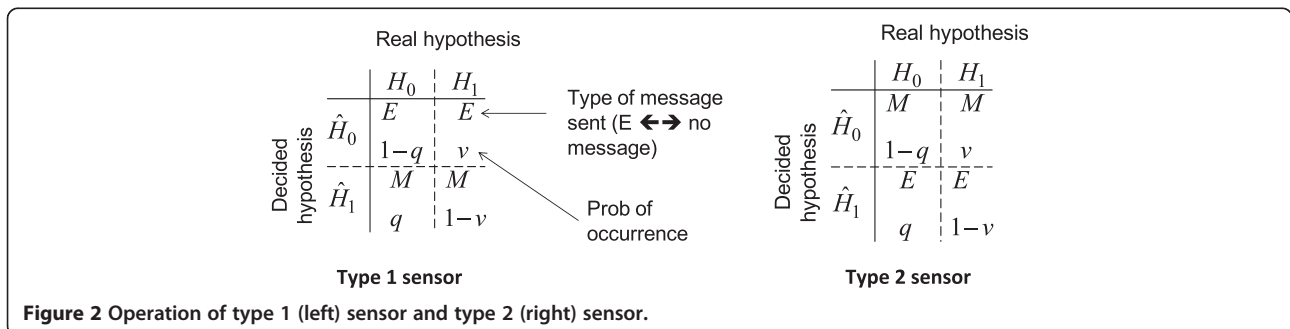 Real hypothesis
H₀ H₁
Decided hypothesis
Ĥ₀ E E
1−q v
Ĥ₁ M M
q 1−v
Type 1 sensor
Type of message
sent (E ←→ no
message)
Prob of
occurrence
Real hypothesis
H₀ H₁
Decided hypothesis
Ĥ₀ M M
1−q v
Ĥ₁ E E
q 1−v
Type 2 sensor
Figure 2 Operation of type 1 (left) sensor and type 2 (right) sensor.